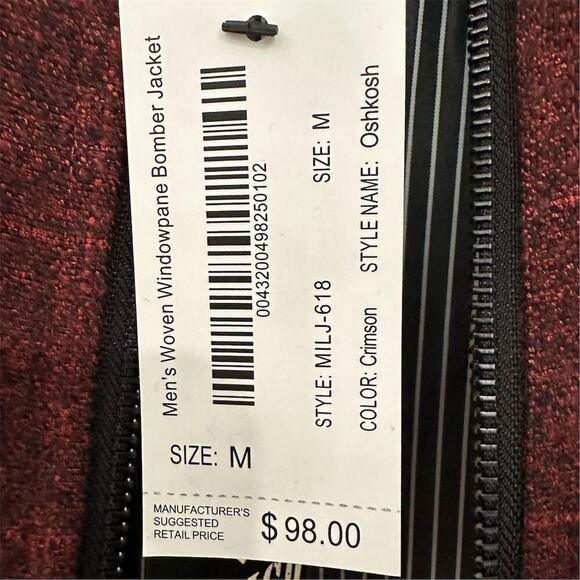 Men's Woven Windowpane Bomber Jacket
0043200498250102
STYLE: MILJ-618 SIZE: M
COLOR: Crimson STYLE NAME: Oshkosh
SIZE: M
MANUFACTURER'S
SUGGESTED
RETAIL PRICE
$98.00